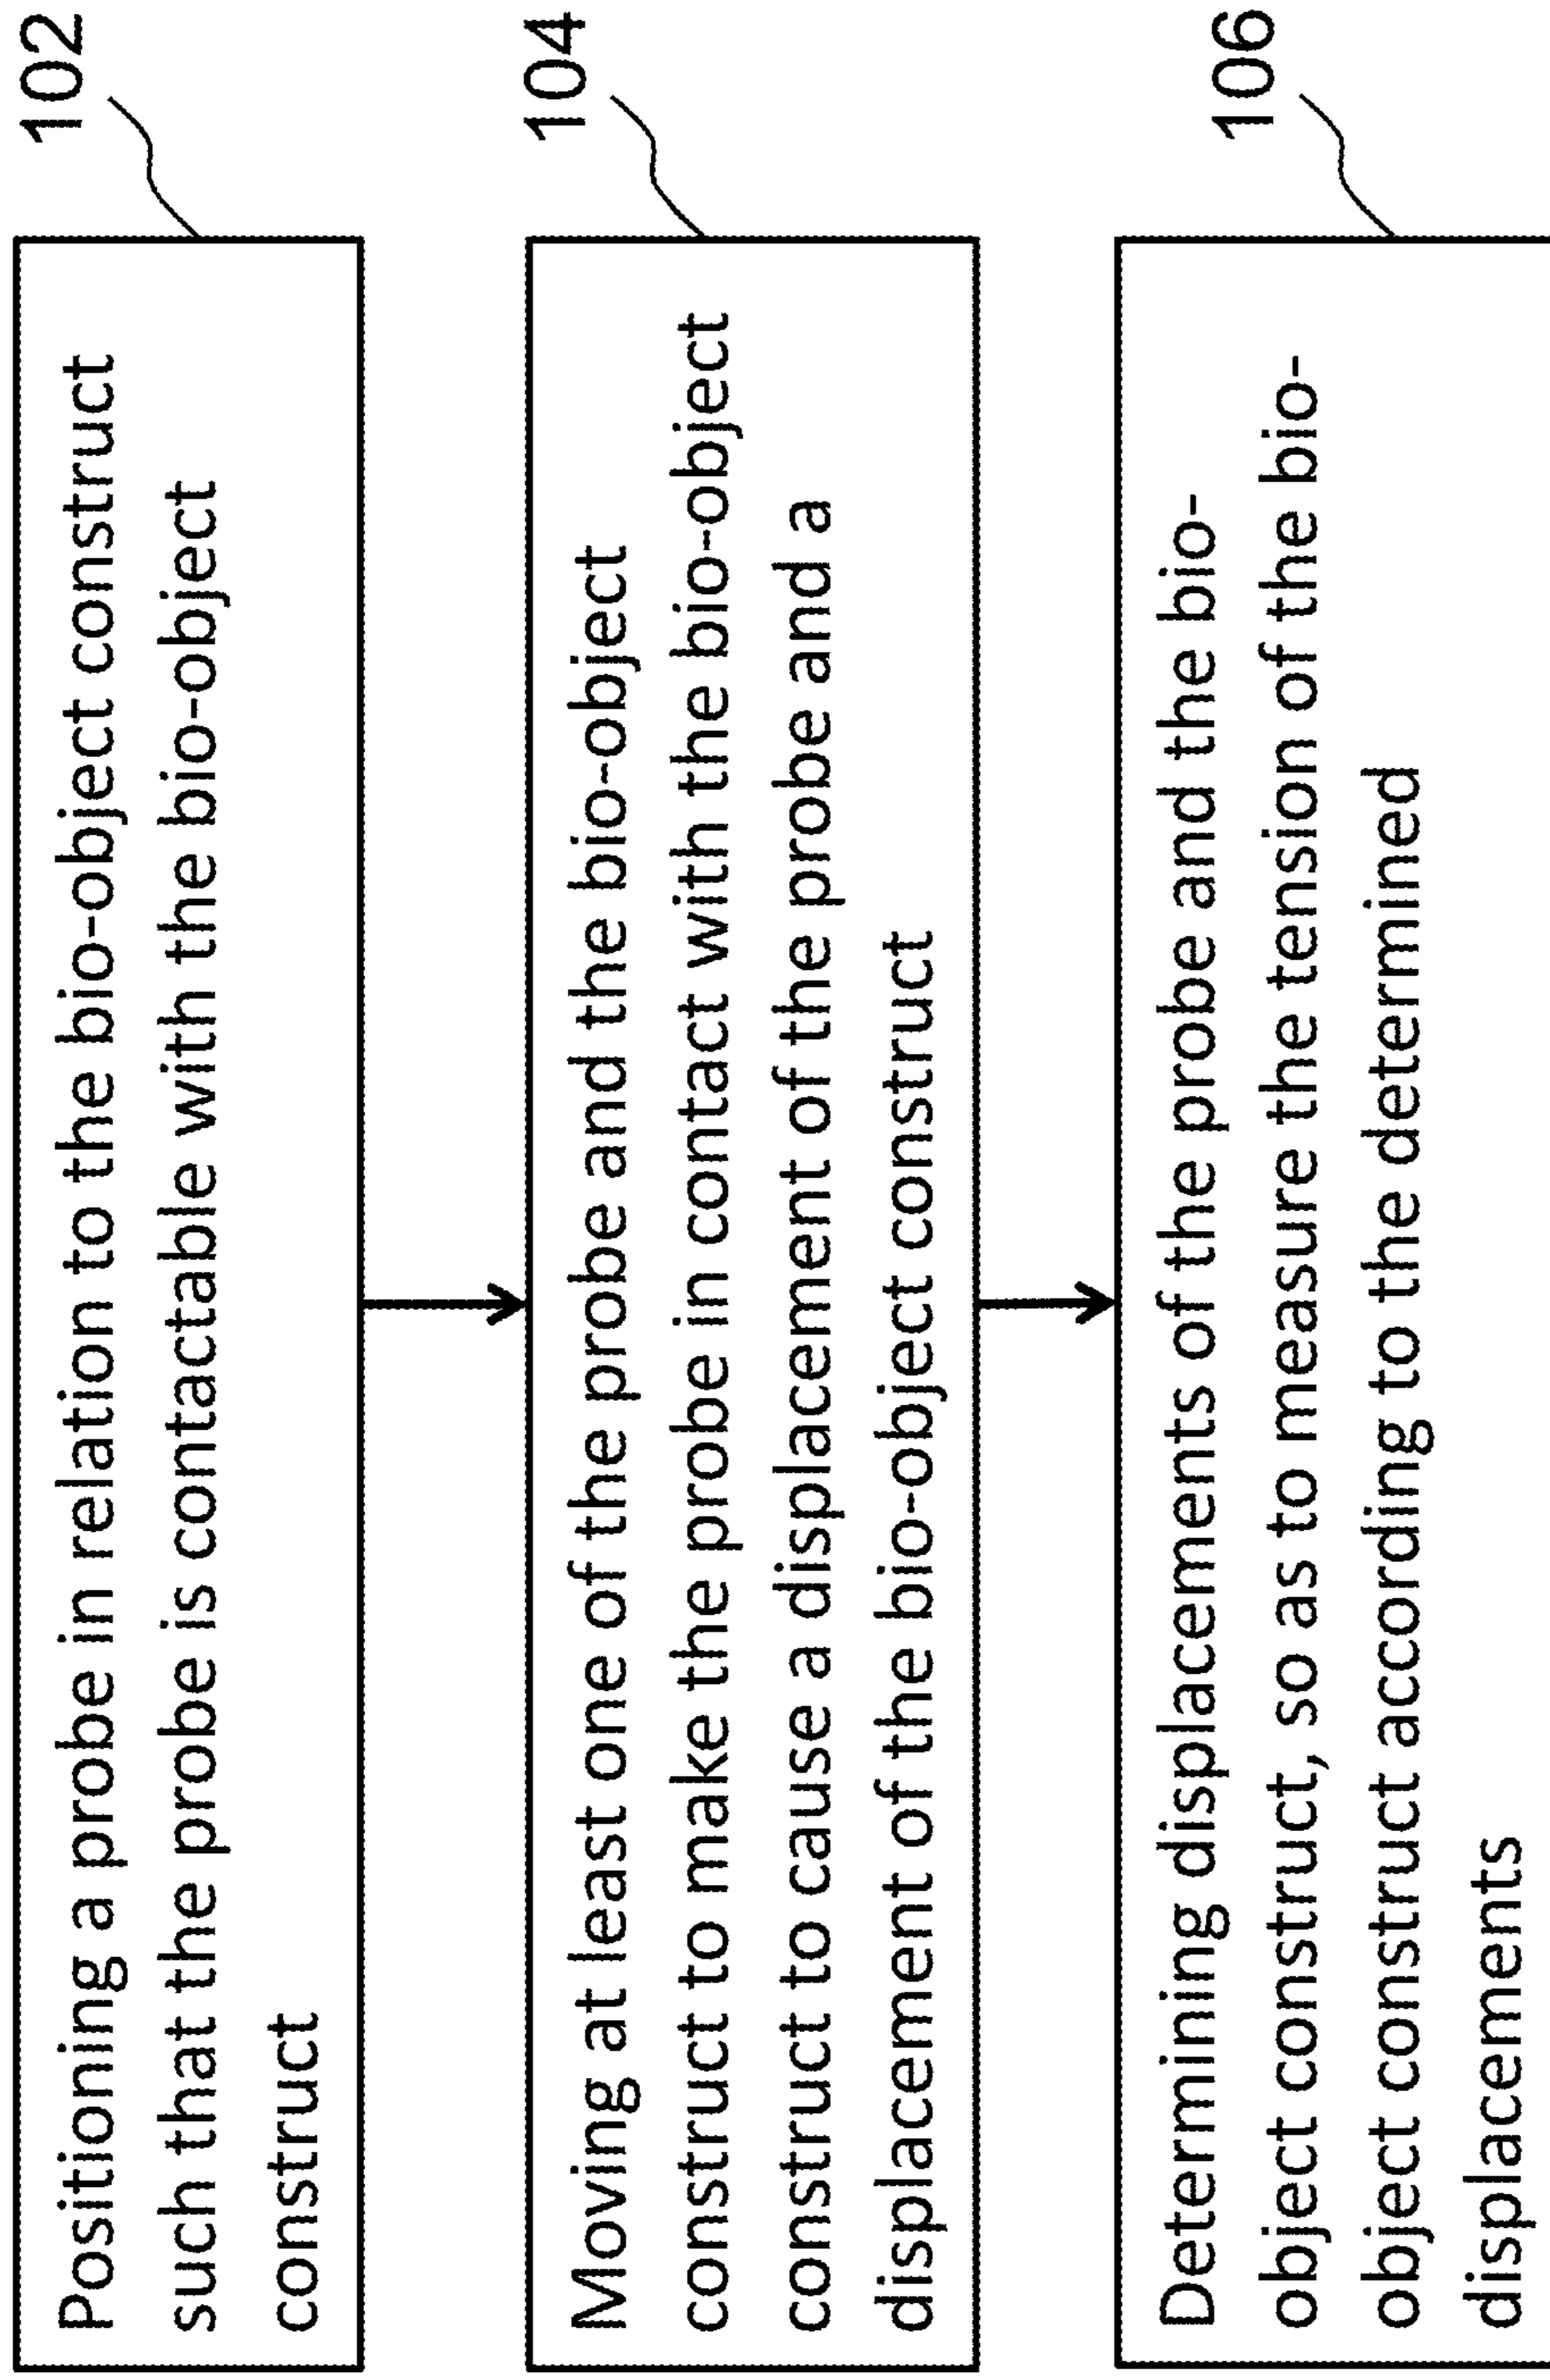 102
Positioning a probe in relation to the bio-object construct
such that the probe is contactable with the bio-object
construct
104
Moving at least one of the probe and the bio-object
construct to make the probe in contact with the bio-object
construct to cause a displacement of the probe and a
displacement of the bio-object construct
106
Determining displacements of the probe and the bio-
object construct, so as to measure the tension of the bio-
object construct according to the determined
displacements